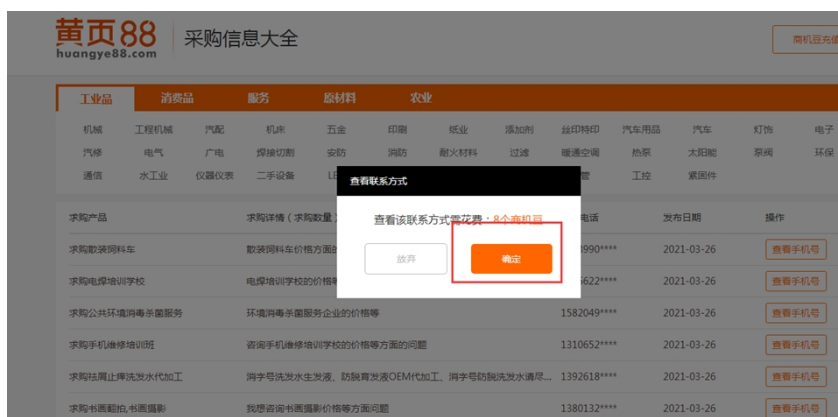 黄页88
huangye88.com
采购信息大全
商机豆充值
工业品 消费品 服务 原材料 农业
机械 工程机械 汽配 机床 五金 印刷 纸业 添加剂 丝印特印 汽车用品 汽车 灯饰 电子
汽修 电气 广电 焊接切割 安防 消防 耐火材料 过滤 暖通空调 热泵 太阳能 泵阀 环保
通信 水工业 仪器仪表 二手设备 LE 工控 紧固件
查看联系方式
求购产品 求购详情(求购数量) 电话 发布日期 操作
查看该联系方式需花费:8个商机豆
求购散装饲料车 散装饲料车价格方面的 990**** 2021-03-26 查看手机号
放弃 确定
求购电焊培训学校 电焊培训学校的价格等 622**** 2021-03-26 查看手机号
求购公共环境消毒杀菌服务 环境消毒杀菌服务企业的价格等 1582049**** 2021-03-26 查看手机号
求购手机维修培训班 咨询手机维修培训学校的价格等方面的问题 1310652**** 2021-03-26 查看手机号
求购祛屑止痒洗发水代加工 消字号洗发水生发液、防脱育发液OEM代加工、消字号防脱洗发水请尽... 1392618**** 2021-03-26 查看手机号
求购书画翻拍,书画摄影 我想咨询书画摄影价格等方面问题 1380132**** 2021-03-26 查看手机号